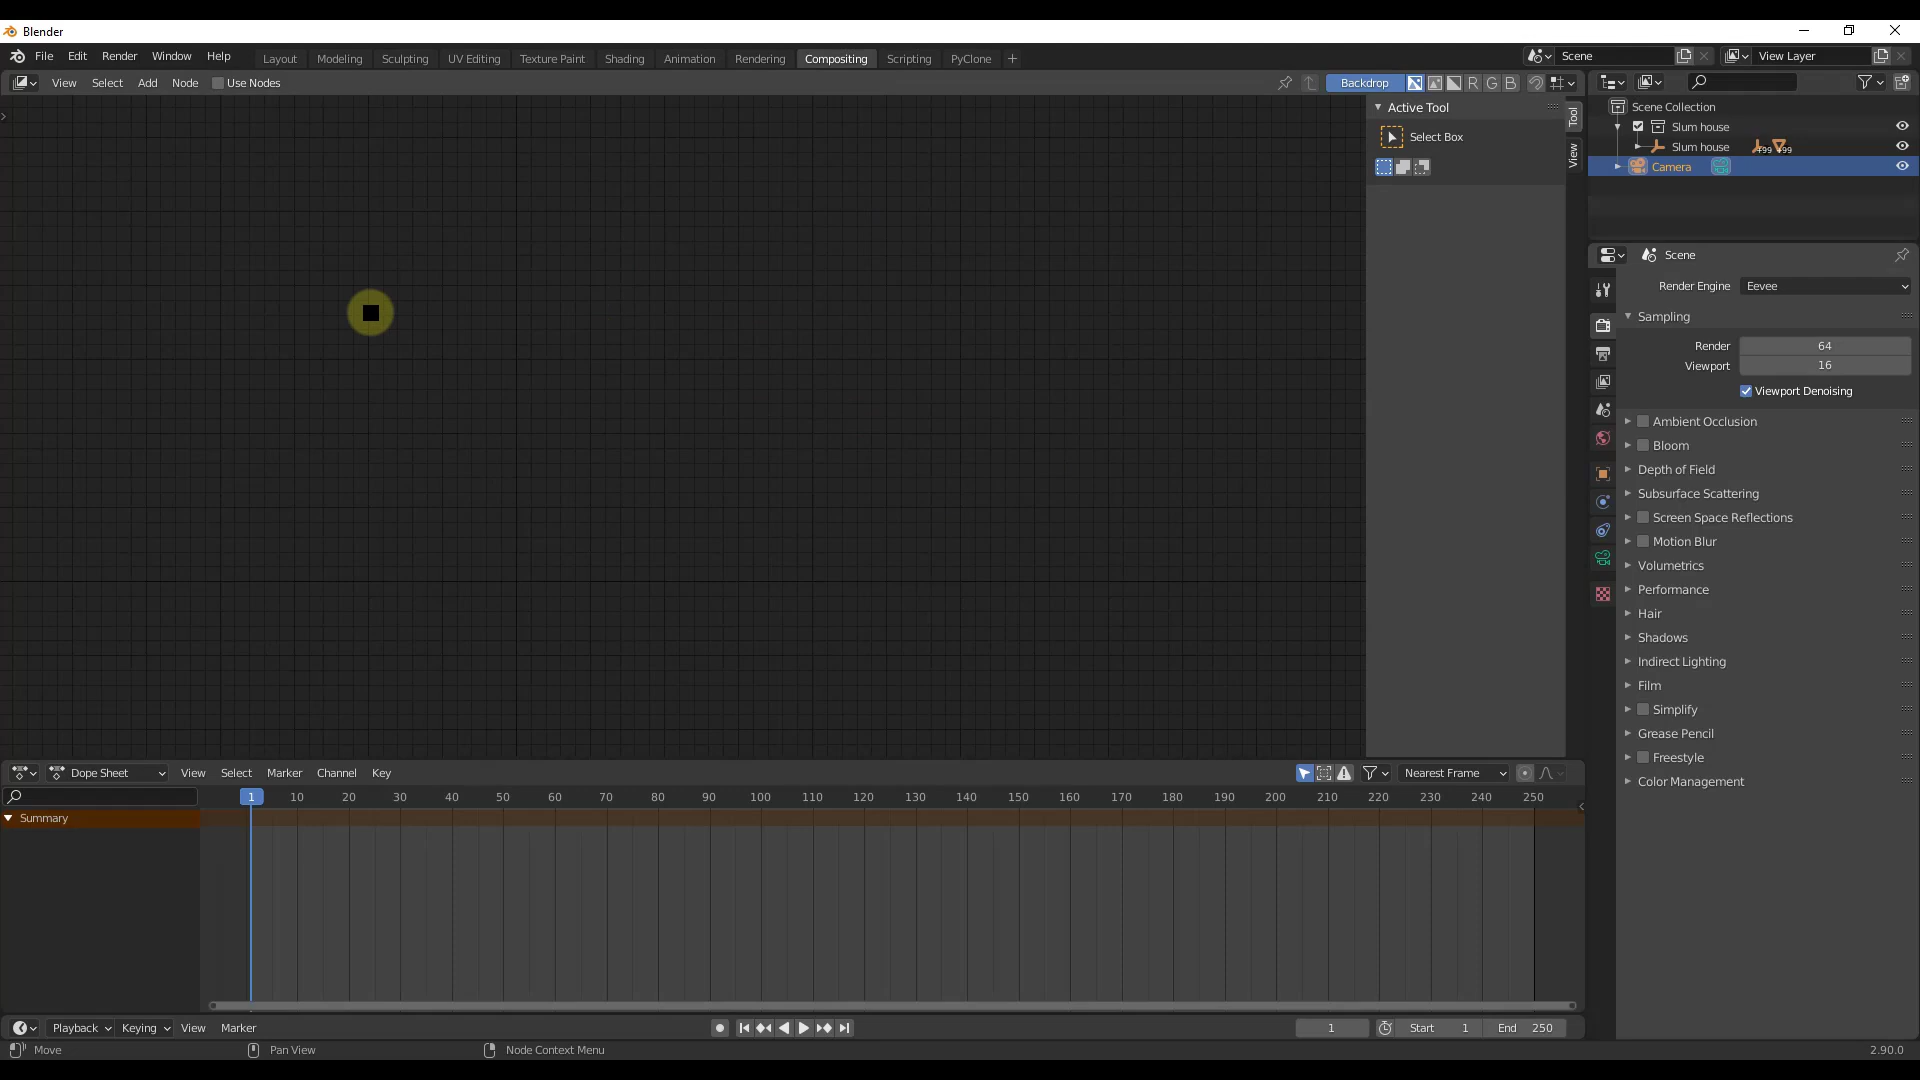 Blender
File Edit Render Window Help Layout Modeling Sculpting UV Editing Texture Paint Shading Animation Rendering Compositing Scripting PyClone + Scene View Layer
View Select Add Node Use Nodes Backdrop R G B
Active Tool
Select Box
Tool
View
Scene Collection
Slum house
Slum house
Camera
Scene
Render Engine Eevee
Sampling
Render 64
Viewport 16
Viewport Denoising
Ambient Occlusion
Bloom
Depth of Field
Subsurface Scattering
Screen Space Reflections
Motion Blur
Volumetrics
Performance
Hair
Shadows
Indirect Lighting
Film
Simplify
Grease Pencil
Freestyle
Color Management
Dope Sheet View Select Marker Channel Key Nearest Frame
1 10 20 30 40 50 60 70 80 90 100 110 120 130 140 150 160 170 180 190 200 210 220 230 240 250
Summary
Playback Keying View Marker 1 Start 1 End 250
Move Pan View Node Context Menu 2.90.0